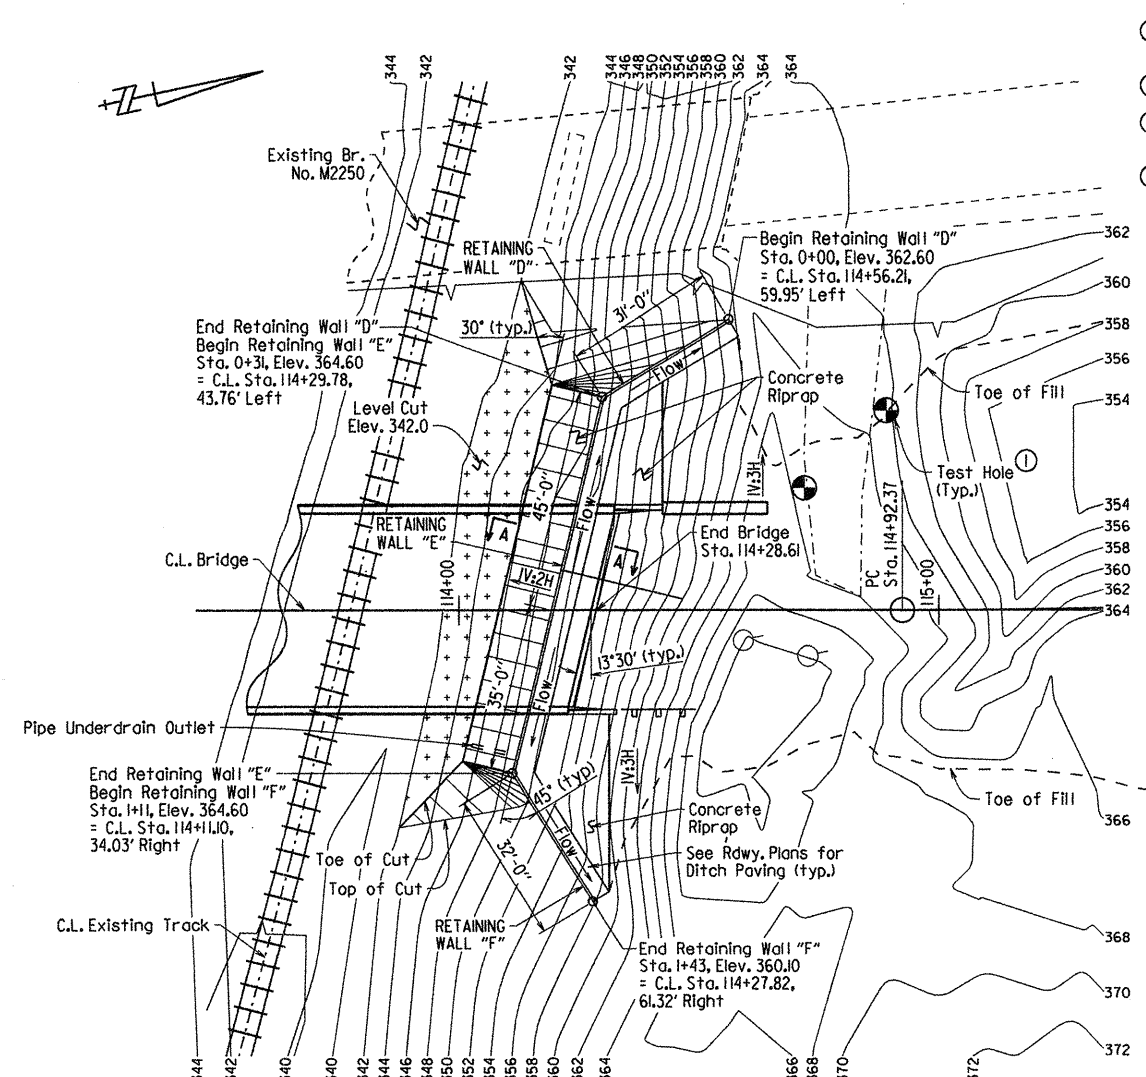 344
342
342
344
346
348
350
352
354
356
358
360
362
364
364
Existing Br.
No. M2250
RETAINING
WALL "D"
Begin Retaining Wall "D"
Sta. 0+00, Elev. 362.60
= C.L. Sta. 114+56.21,
59.95' Left
362
360
358
356
354
31'-0"
30° (typ.)
End Retaining Wall "D"
Begin Retaining Wall "E"
Sta. 0+31, Elev. 364.60
= C.L. Sta. 114+29.78,
43.76' Left
Flow
Concrete
Riprap
Toe of Fill
Level Cut
Elev. 342.0
Test Hole
(Typ.)
1
1V:3H
45'-0"
Flow
RETAINING
WALL "E"
A
A
End Bridge
Sta. 114+28.61
PC
Sta. 114+92.37
354
356
358
360
362
364
C.L. Bridge
114+00
1V:2H
115+00
13°30' (typ.)
35'-0"
Flow
Pipe Underdrain Outlet
End Retaining Wall "E"
Begin Retaining Wall "F"
Sta. 1+11, Elev. 364.60
= C.L. Sta. 114+11.10,
34.03' Right
45° (typ)
1V:3H
Concrete
Riprap
Toe of Fill
366
See Rdwy. Plans for
Ditch Paving (typ.)
Toe of Cut
Top of Cut
32'-0"
Flow
C.L. Existing Track
RETAINING
WALL "F"
End Retaining Wall "F"
Sta. 1+43, Elev. 360.10
= C.L. Sta. 114+27.82,
61.32' Right
368
370
372
344
342
340
340
342
344
346
348
350
352
354
356
358
360
362
364
366
368
370
372